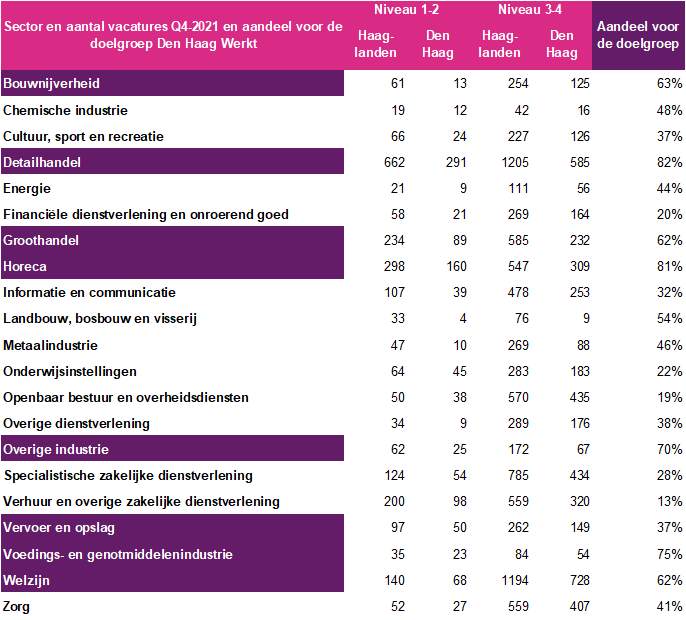 Sector en aantal vacatures Q4-2021 en aandeel voor de doelgroep Den Haag Werkt Niveau 1-2 Niveau 3-4 Aandeel voor de doelgroep
Haag-landen Den Haag Haag-landen Den Haag
Bouwnijverheid 61 13 254 125 63%
Chemische industrie 19 12 42 16 48%
Cultuur, sport en recreatie 66 24 227 126 37%
Detailhandel 662 291 1205 585 82%
Energie 21 9 111 56 44%
Financiële dienstverlening en onroerend goed 58 21 269 164 20%
Groothandel 234 89 585 232 62%
Horeca 298 160 547 309 81%
Informatie en communicatie 107 39 478 253 32%
Landbouw, bosbouw en visserij 33 4 76 9 54%
Metaalindustrie 47 10 269 88 46%
Onderwijsinstellingen 64 45 283 183 22%
Openbaar bestuur en overheidsdiensten 50 38 570 435 19%
Overige dienstverlening 34 9 289 176 38%
Overige industrie 62 25 172 67 70%
Specialistische zakelijke dienstverlening 124 54 785 434 28%
Verhuur en overige zakelijke dienstverlening 200 98 559 320 13%
Vervoer en opslag 97 50 262 149 37%
Voedings- en genotmiddelenindustrie 35 23 84 54 75%
Welzijn 140 68 1194 728 62%
Zorg 52 27 559 407 41%